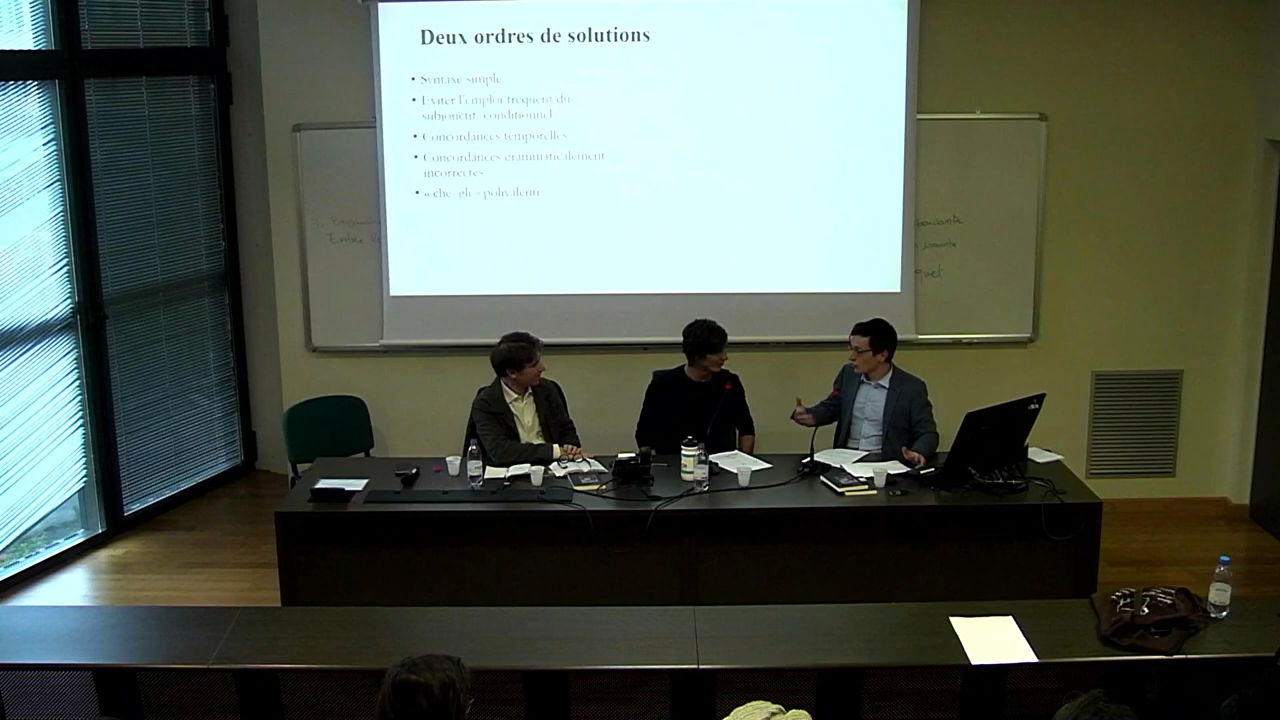 Deux ordres de solutions
• Syntaxe simple
• Eviter l'emploi fréquent du
subjonctif, conditionnel
• Concordances temporelles
• Concordances grammaticalement
incorrectes
• « che, gli » polivalenti